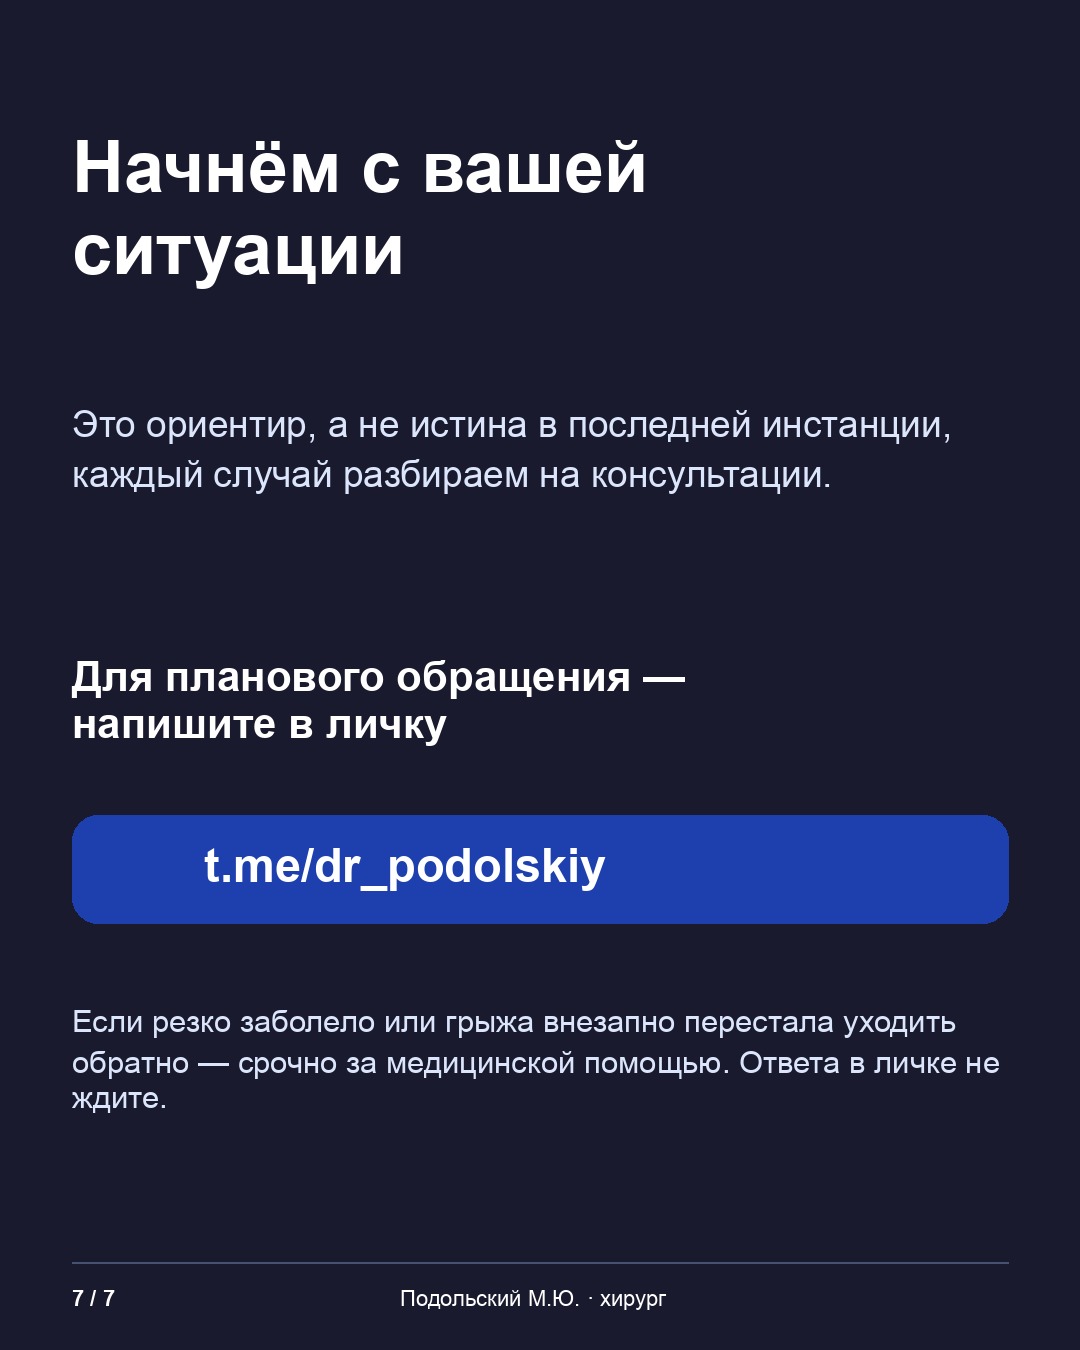 Начнём с вашей
ситуации
Это ориентир, а не истина в последней инстанции,
каждый случай разбираем на консультации.
Для планового обращения —
напишите в личку
t.me/dr_podolskiy
Если резко заболело или грыжа внезапно перестала уходить
обратно — срочно за медицинской помощью. Ответа в личке не
ждите.
7 / 7
Подольский М.Ю. · хирург